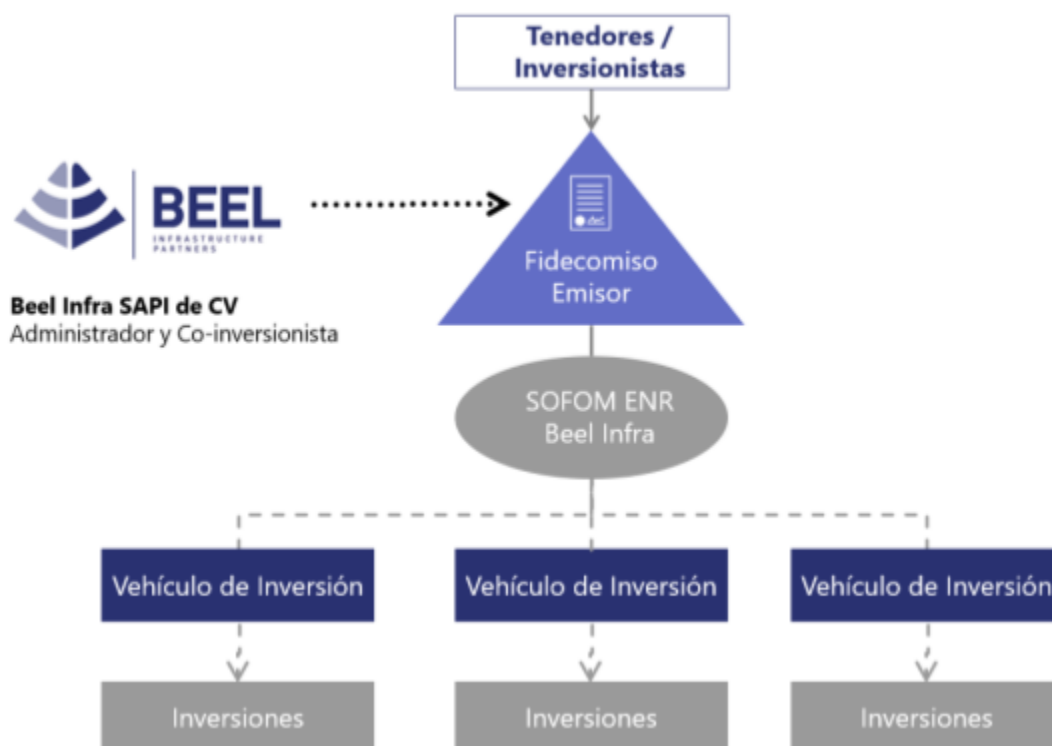 Tenedores /
Inversionistas
BEEL
INFRASTRUCTURE
PARTNERS
Fidecomiso
Emisor
Beel Infra SAPI de CV
Administrador y Co-inversionista
SOFOM ENR
Beel Infra
Vehículo de Inversión
Vehículo de Inversión
Vehículo de Inversión
Inversiones
Inversiones
Inversiones